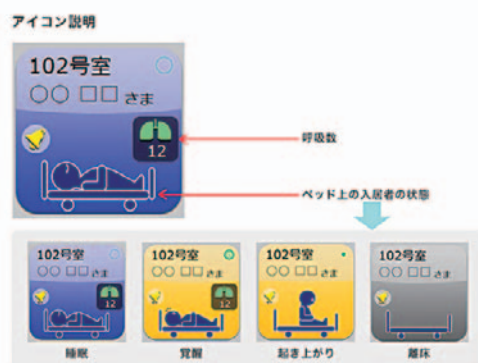 アイコン説明
102号室
○○ □□ さま
12
呼吸数
ベッド上の入居者の状態
102号室
○○ □□ さま
12
睡眠
102号室
○○ □□ さま
12
覚醒
102号室
○○ □□ さま
起き上がり
102号室
○○ □□ さま
離床